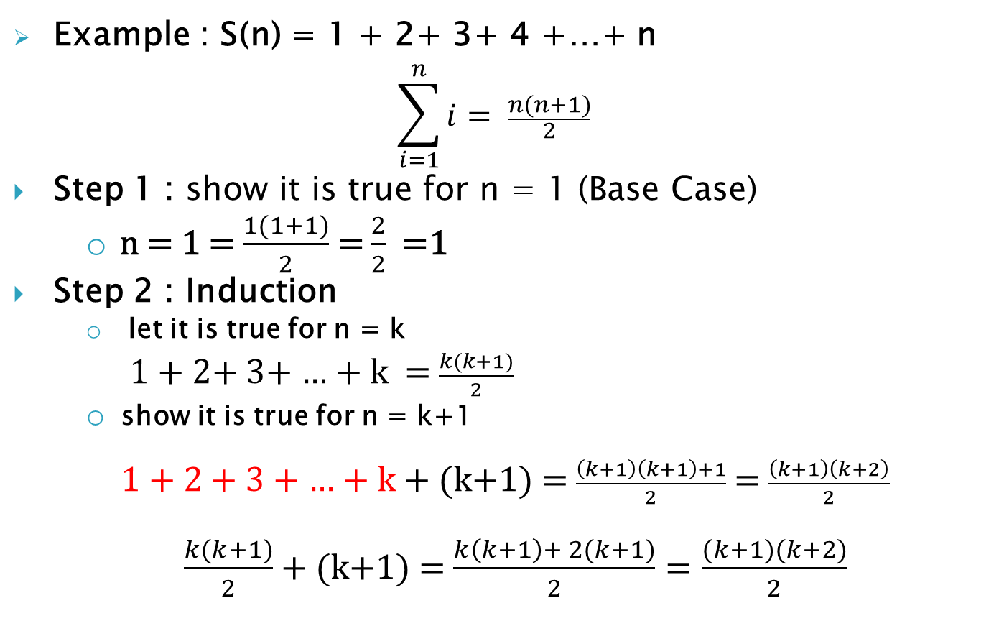 Example : S(n) = 1 + 2+ 3+ 4 +...+ n
\sum_{i=1}^{n} i = \frac{n(n+1)}{2}
Step 1 : show it is true for n = 1 (Base Case)
n = 1 = \frac{1(1+1)}{2} = \frac{2}{2} =1
Step 2 : Induction
let it is true for n = k
1 + 2+ 3+ ... + k = \frac{k(k+1)}{2}
show it is true for n = k+1
1 + 2 + 3 + ... + k + (k+1) = \frac{(k+1)(k+1)+1}{2} = \frac{(k+1)(k+2)}{2}
\frac{k(k+1)}{2} + (k+1) = \frac{k(k+1)+ 2(k+1)}{2} = \frac{(k+1)(k+2)}{2}